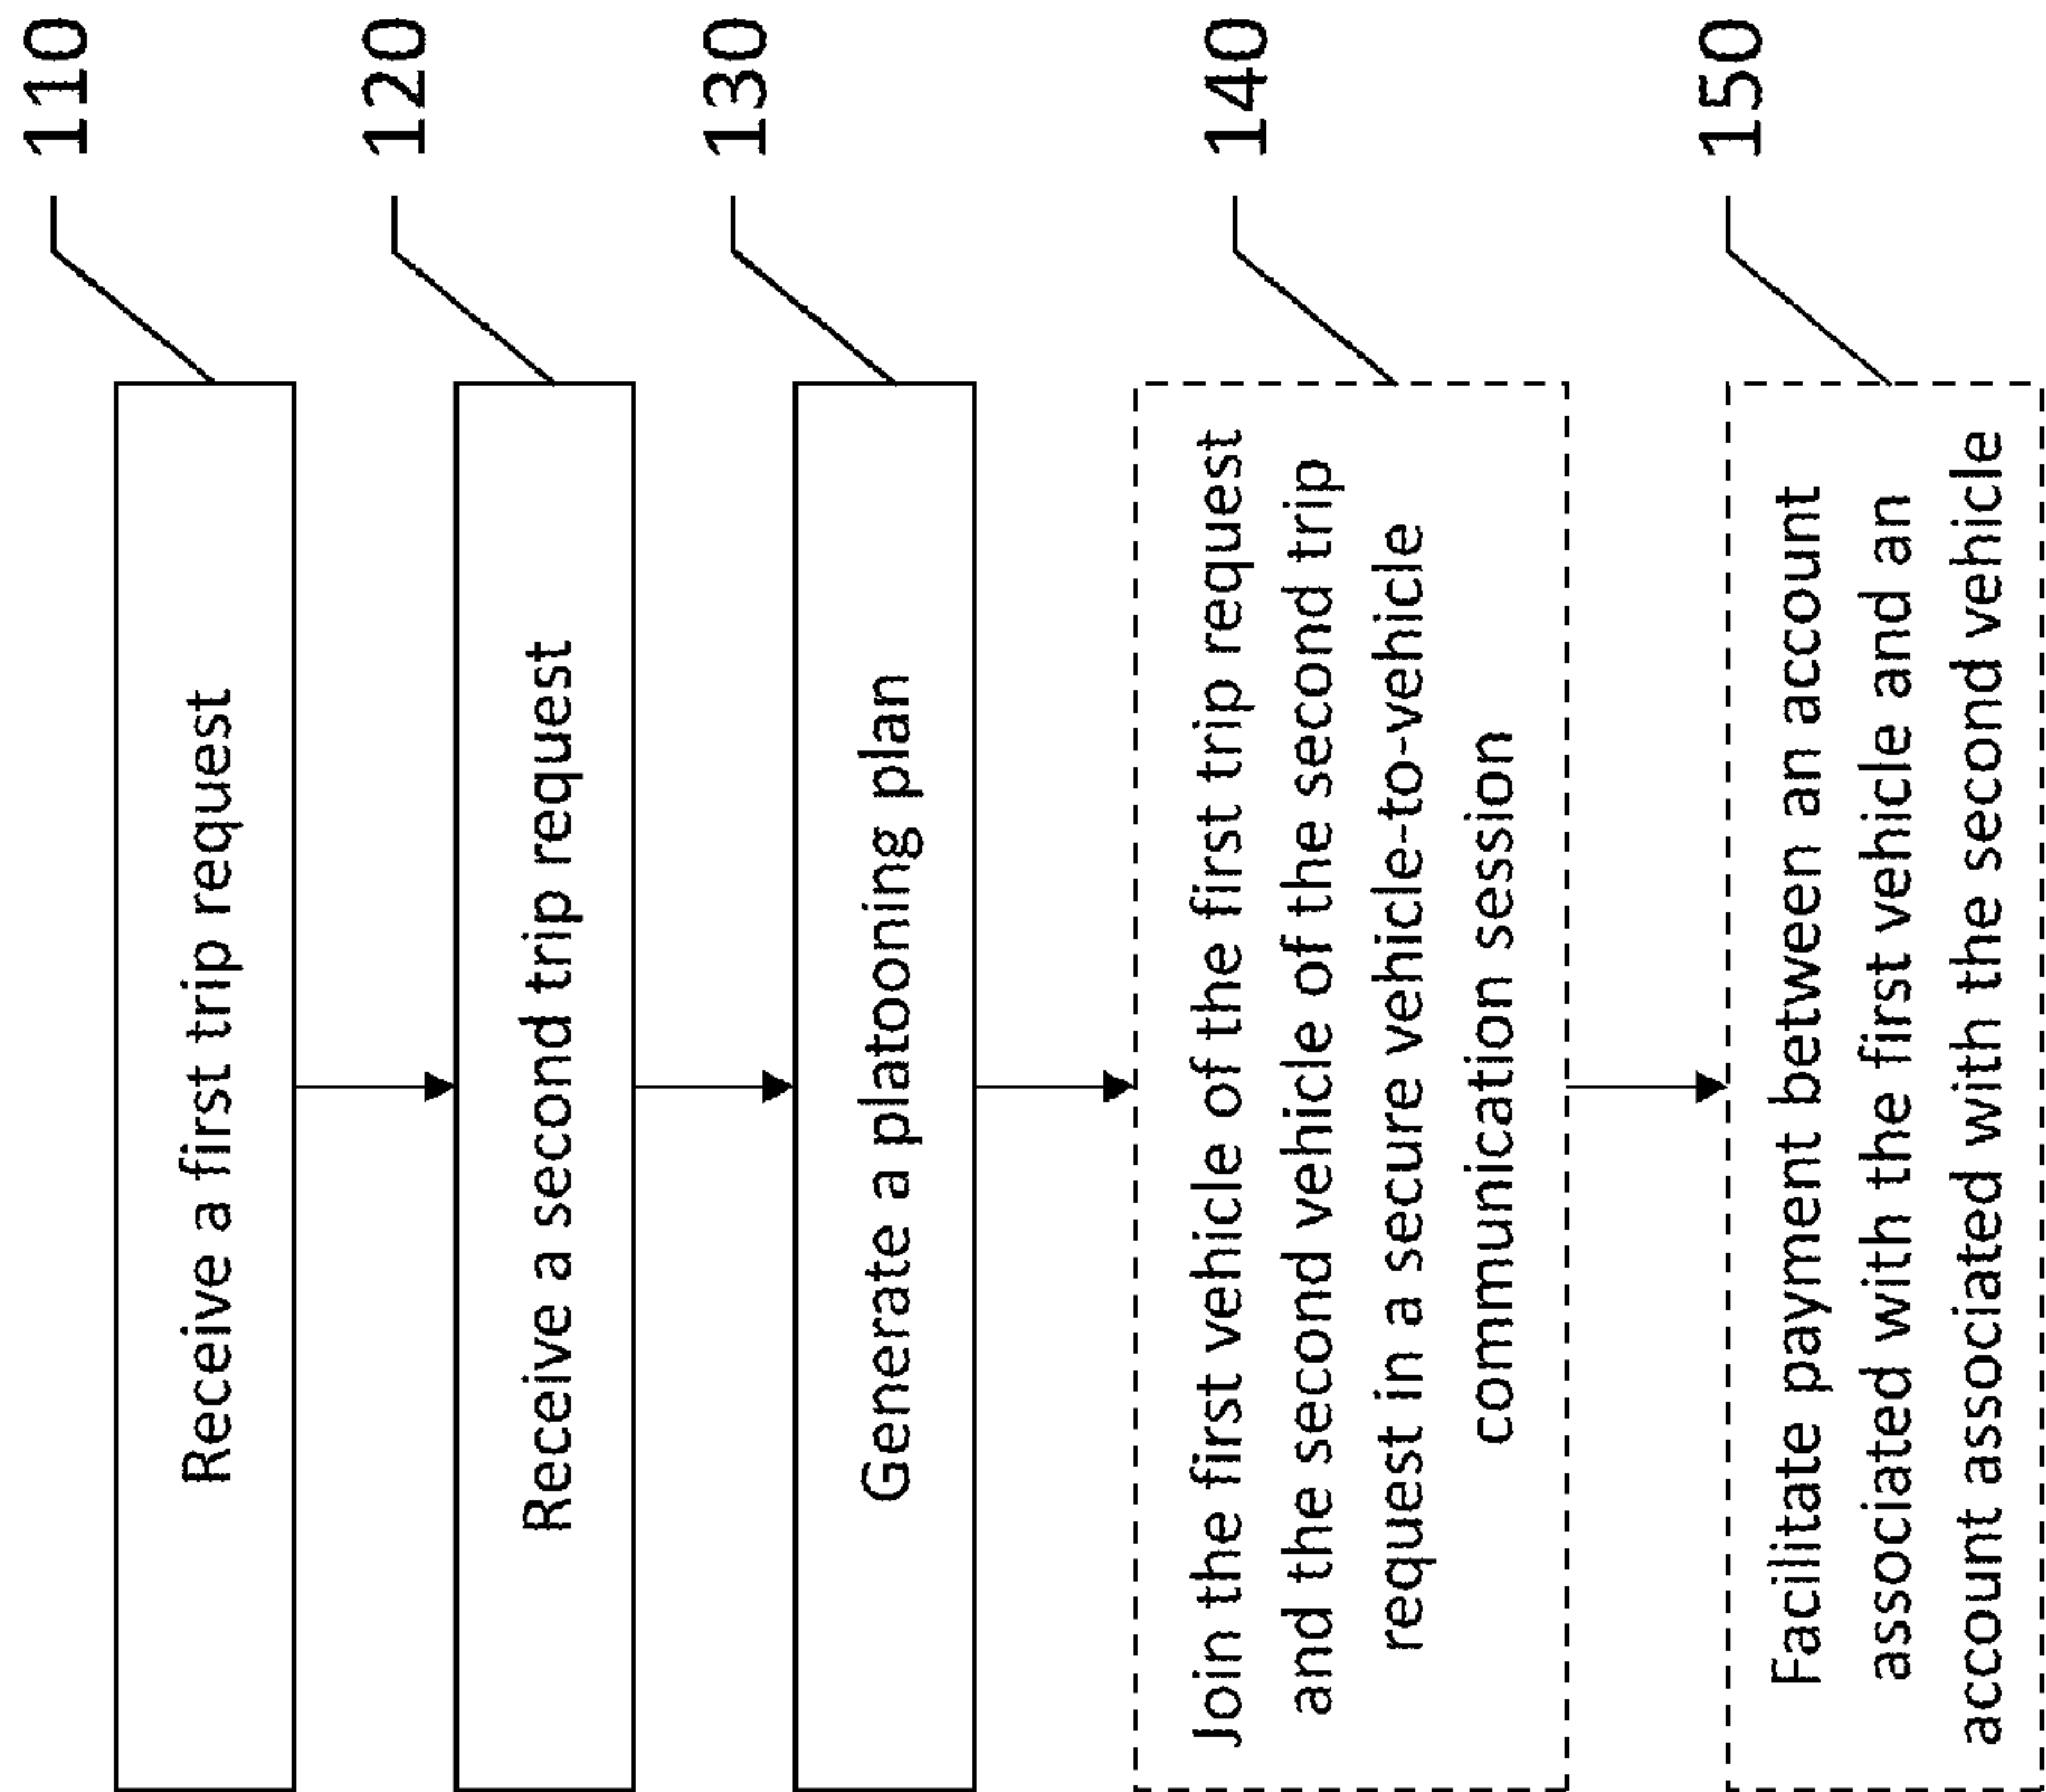 Receive a first trip request
110
Receive a second trip request
120
Generate a platooning plan
130
Join the first vehicle of the first trip request
and the second vehicle of the second trip
request in a secure vehicle-to-vehicle
communication session
140
Facilitate payment between an account
associated with the first vehicle and an
account associated with the second vehicle
150